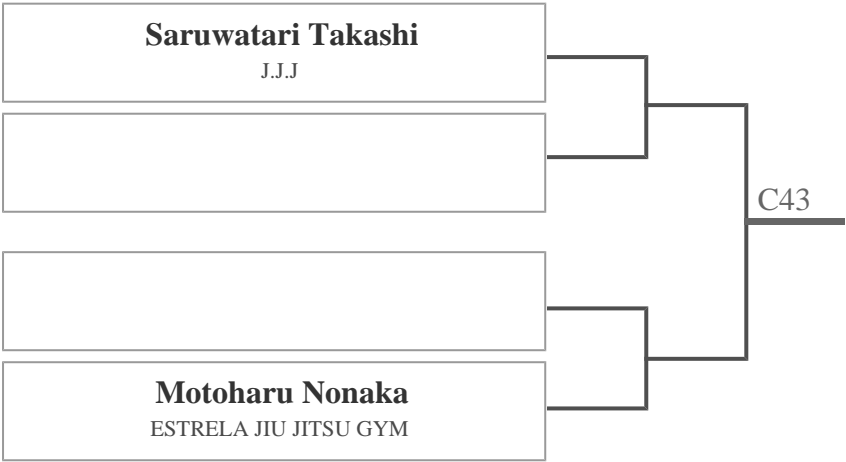 Saruwatari Takashi
J.J.J
C43
Motoharu Nonaka
ESTRELA JIU JITSU GYM